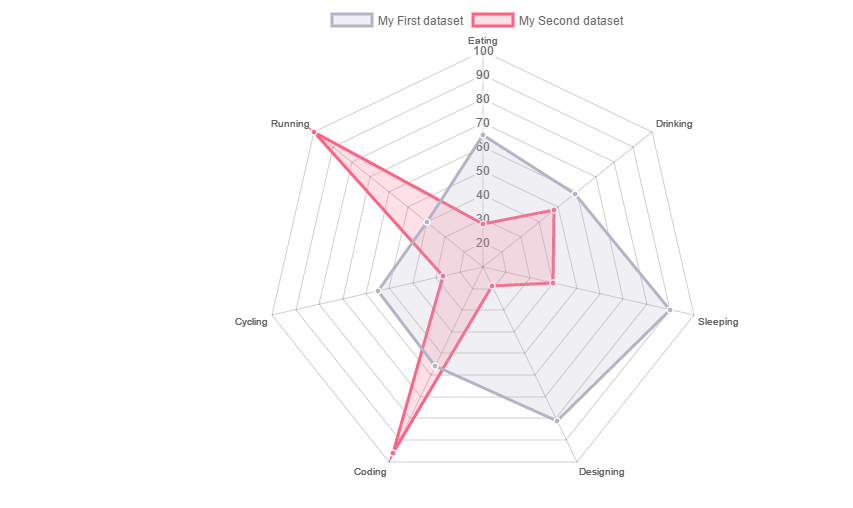 My First dataset My Second dataset
Eating
100
90
80
70
60
50
40
30
20
Running
Drinking
Cycling
Sleeping
Coding
Designing